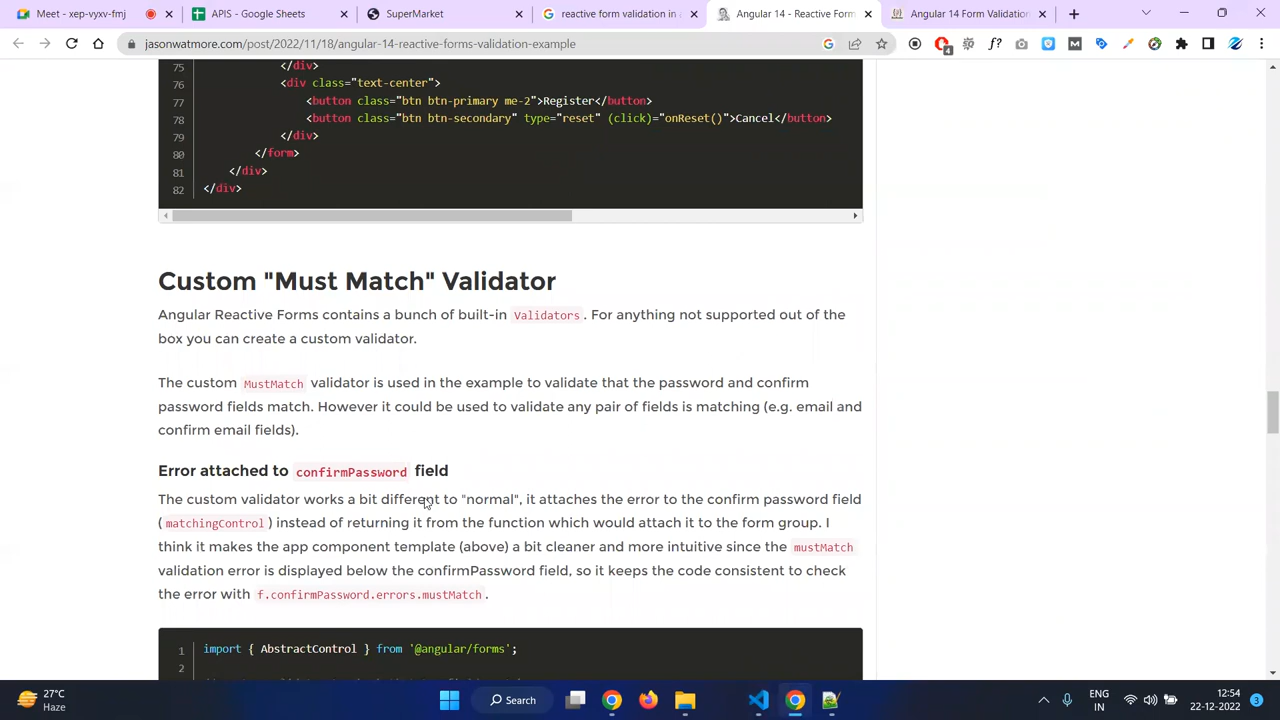 Meet - xep-yvxv-fmj
APIS - Google Sheets
SuperMarket
reactive form validation in a
Angular 14 - Reactive Form
Angular 14 Form Validation
jasonwatmore.com/post/2022/11/18/angular-14-reactive-forms-validation-example
4
75 </div>
76 <div class="text-center">
77 <button class="btn btn-primary me-2">Register</button>
78 <button class="btn btn-secondary" type="reset" (click)="onReset()">Cancel</button>
79 </div>
80 </form>
81 </div>
82 </div>
Custom "Must Match" Validator
Angular Reactive Forms contains a bunch of built-in Validators. For anything not supported out of the
box you can create a custom validator.
The custom MustMatch validator is used in the example to validate that the password and confirm
password fields match. However it could be used to validate any pair of fields is matching (e.g. email and
confirm email fields).
Error attached to confirmPassword field
The custom validator works a bit different to "normal", it attaches the error to the confirm password field
(matchingControl) instead of returning it from the function which would attach it to the form group. I
think it makes the app component template (above) a bit cleaner and more intuitive since the mustMatch
validation error is displayed below the confirmPassword field, so it keeps the code consistent to check
the error with f.confirmPassword.errors.mustMatch.
1 import { AbstractControl } from '@angular/forms';
2
27°C
Haze
Search
ENG
IN
12:54
22-12-2022
3